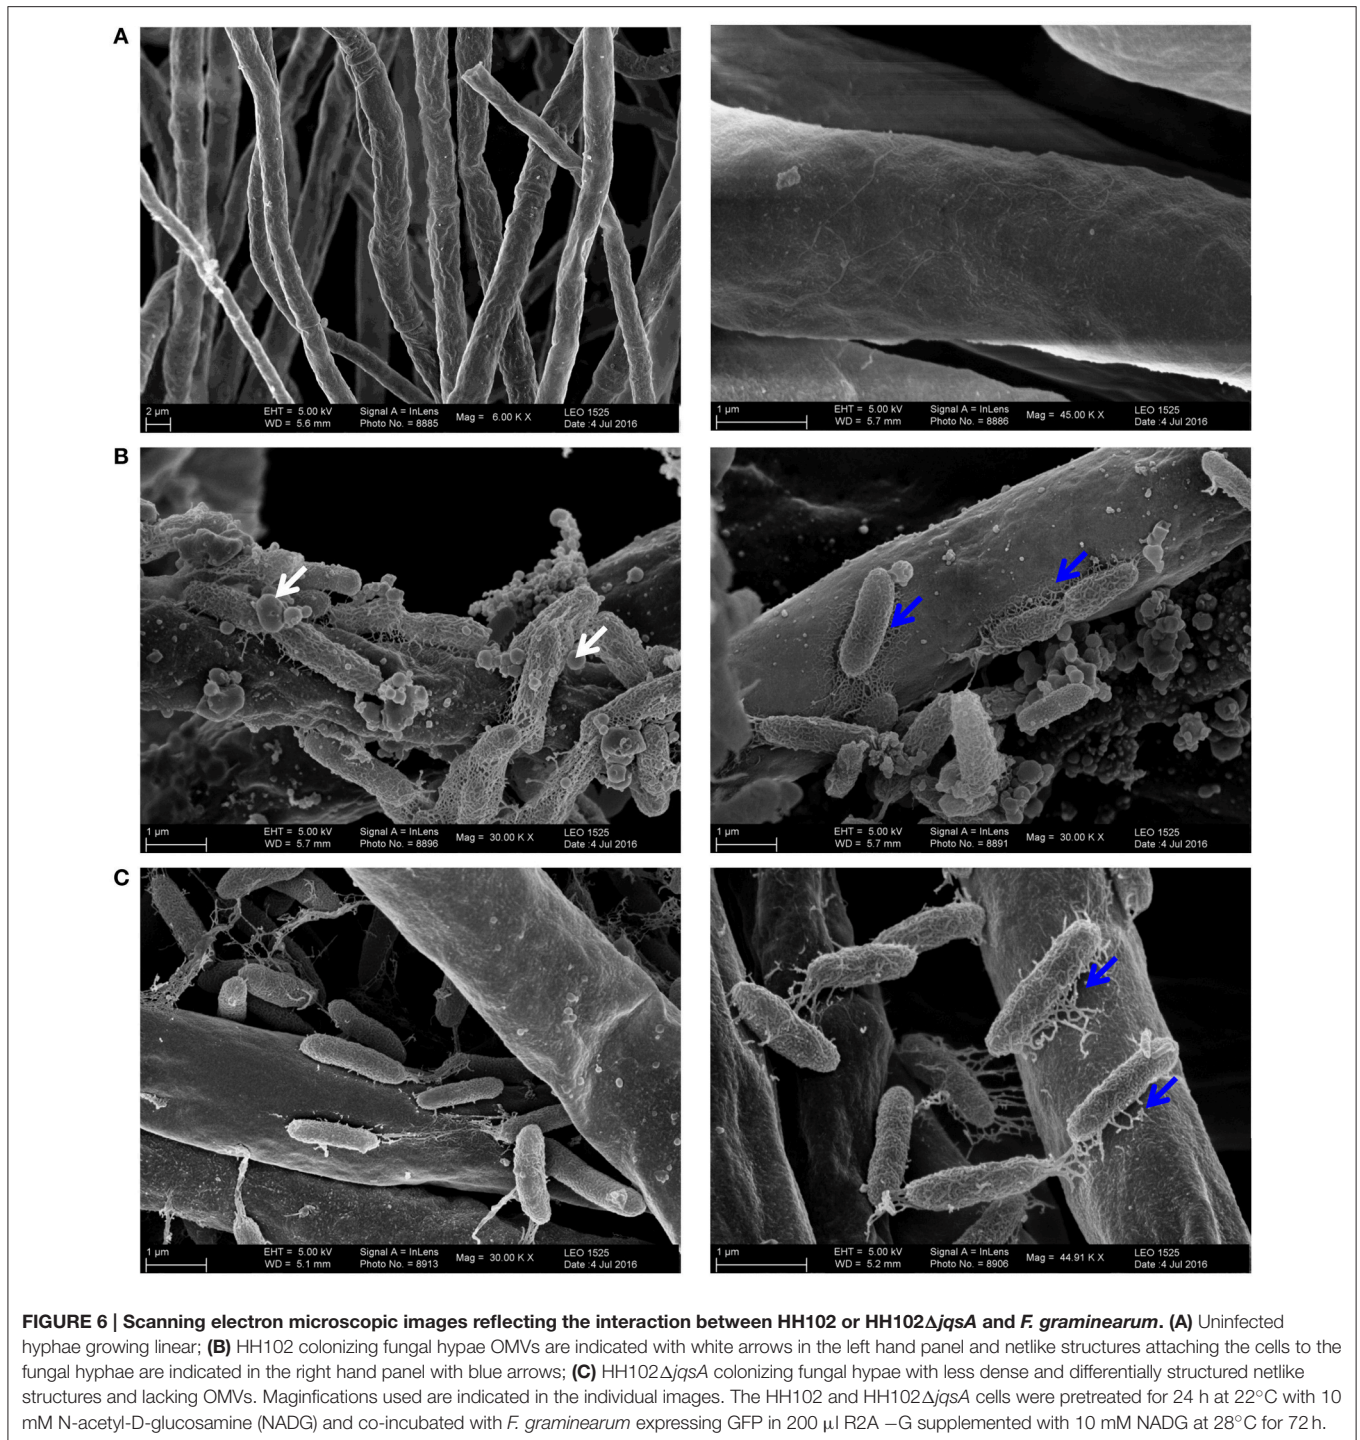 A
2 µm
EHT = 5.00 kV
Signal A = InLens
Mag = 6.00 K X
LEO 1525
WD = 5.6 mm
Photo No. = 8885
Date :4 Jul 2016
1 µm
EHT = 5.00 kV
Signal A = InLens
Mag = 45.00 K X
LEO 1525
WD = 5.7 mm
Photo No. = 8886
Date :4 Jul 2016
B
1 µm
EHT = 5.00 kV
Signal A = InLens
Mag = 30.00 K X
LEO 1525
WD = 5.7 mm
Photo No. = 8896
Date :4 Jul 2016
1 µm
EHT = 5.00 kV
Signal A = InLens
Mag = 30.00 K X
LEO 1525
WD = 5.7 mm
Photo No. = 8891
Date :4 Jul 2016
C
1 µm
EHT = 5.00 kV
Signal A = InLens
Mag = 30.00 K X
LEO 1525
WD = 5.1 mm
Photo No. = 8913
Date :4 Jul 2016
1 µm
EHT = 5.00 kV
Signal A = InLens
Mag = 44.91 K X
LEO 1525
WD = 5.2 mm
Photo No. = 8906
Date :4 Jul 2016
FIGURE 6 | Scanning electron microscopic images reflecting the interaction between HH102 or HH102ΔjqsA and F. graminearum. (A) Uninfected
hyphae growing linear; (B) HH102 colonizing fungal hypae OMVs are indicated with white arrows in the left hand panel and netlike structures attaching the cells to the
fungal hyphae are indicated in the right hand panel with blue arrows; (C) HH102ΔjqsA colonizing fungal hypae with less dense and differentially structured netlike
structures and lacking OMVs. Maginfications used are indicated in the individual images. The HH102 and HH102ΔjqsA cells were pretreated for 24 h at 22°C with 10
mM N-acetyl-D-glucosamine (NADG) and co-incubated with F. graminearum expressing GFP in 200 µl R2A –G supplemented with 10 mM NADG at 28°C for 72 h.